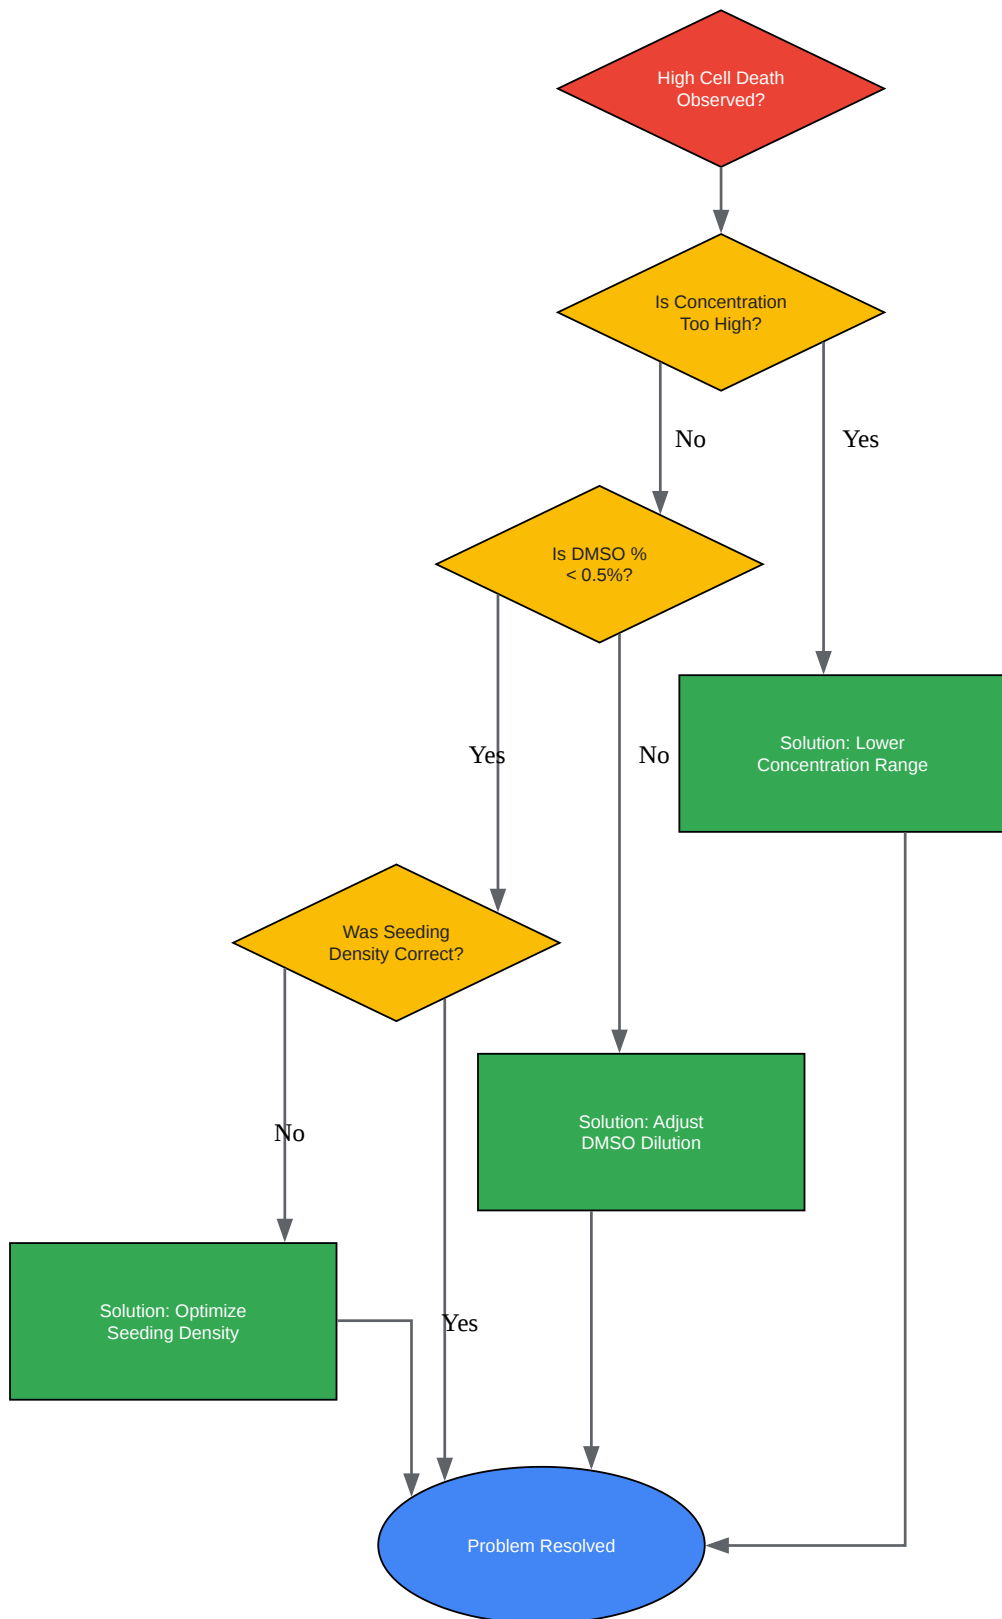 High Cell Death
Observed?
Is Concentration
Too High?
No
Yes
Is DMSO %
< 0.5%?
Yes
No
Solution: Lower
Concentration Range
Was Seeding
Density Correct?
No
Solution: Adjust
DMSO Dilution
Solution: Optimize
Seeding Density
Yes
Problem Resolved